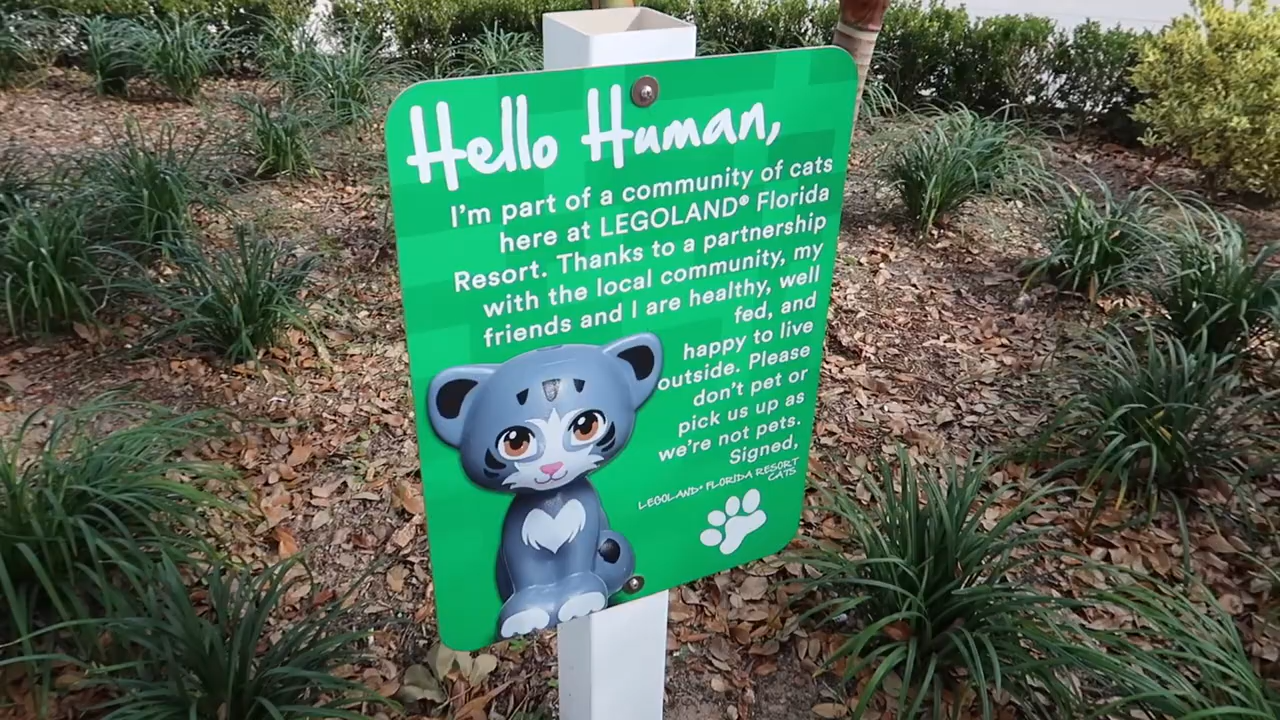 Hello Human,
I'm part of a community of cats
here at LEGOLAND® Florida
Resort. Thanks to a partnership
with the local community, my
friends and I are healthy, well
fed, and
happy to live
outside. Please
don't pet or
pick us up as
we're not pets.
Signed,
LEGOLAND® FLORIDA RESORT
CATS